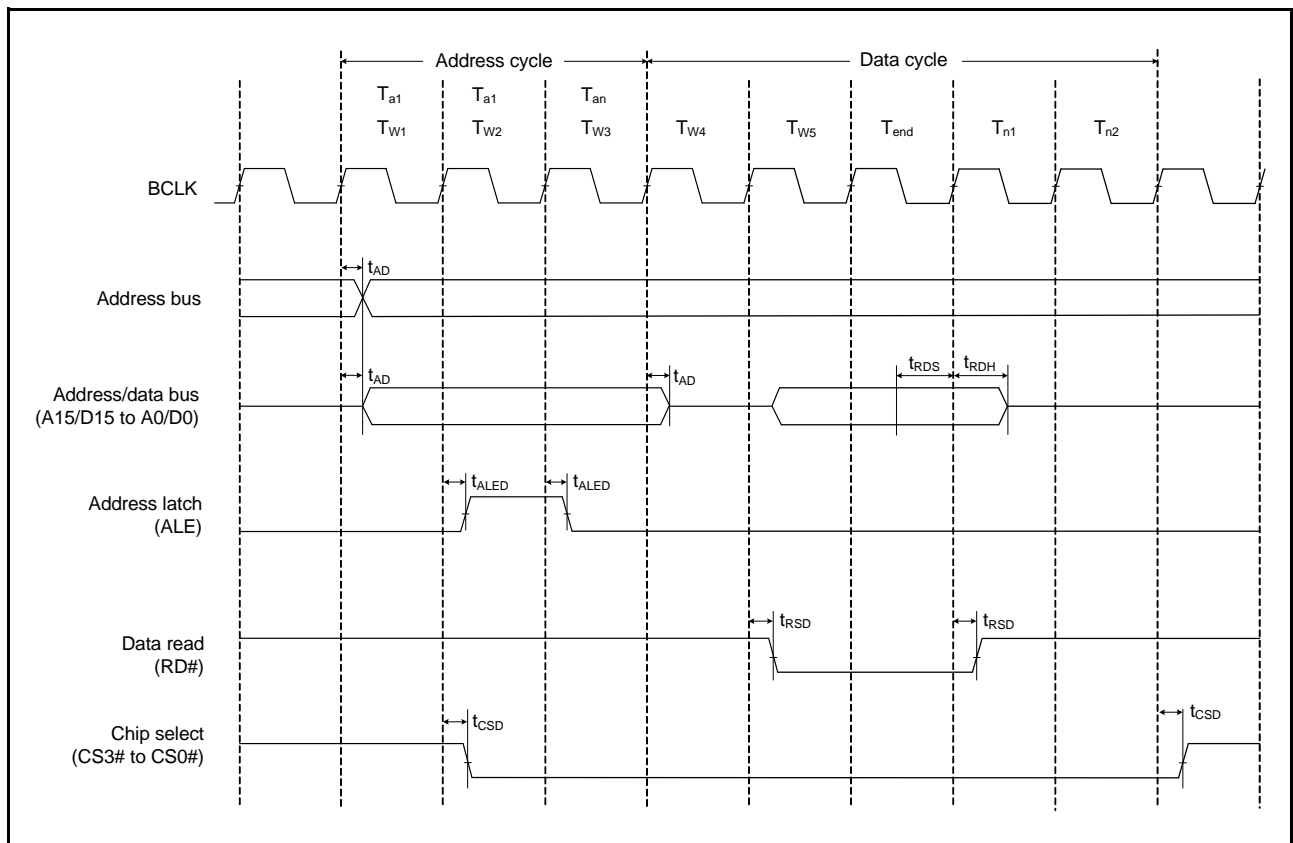 Address cycle Data cycle
Ta1 Ta1 Tan
TW1 TW2 TW3 TW4 TW5 Tend Tn1 Tn2
BCLK
tAD
Address bus
tAD tAD tRDS tRDH
Address/data bus
(A15/D15 to A0/D0)
tALED tALED
Address latch
(ALE)
tRSD tRSD
Data read
(RD#)
tCSD tCSD
Chip select
(CS3# to CS0#)